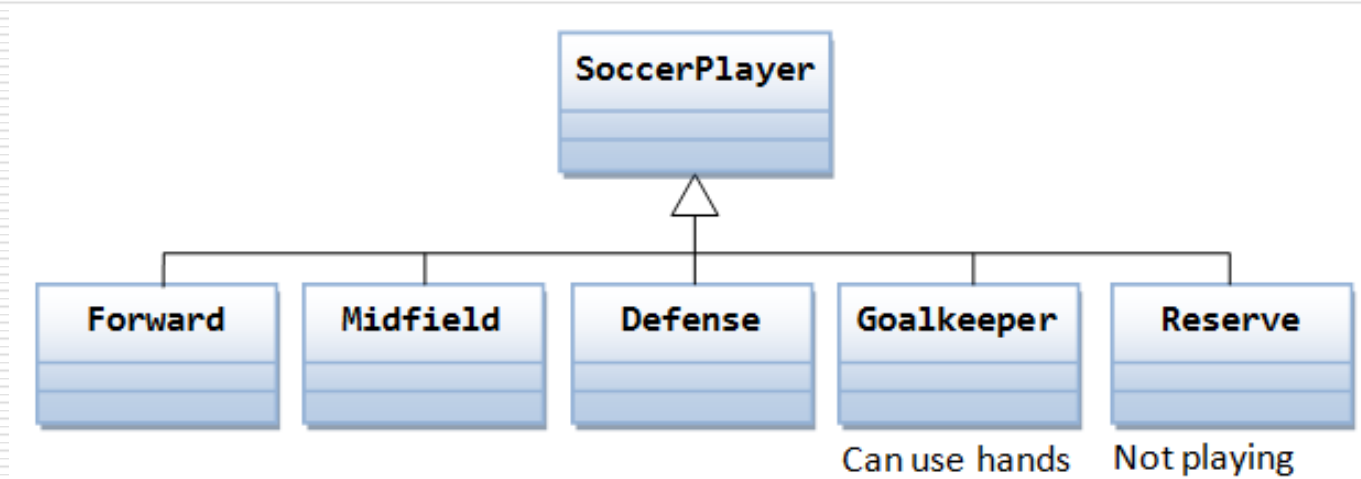 SoccerPlayer
Forward
Midfield
Defense
Goalkeeper
Reserve
Can use hands
Not playing